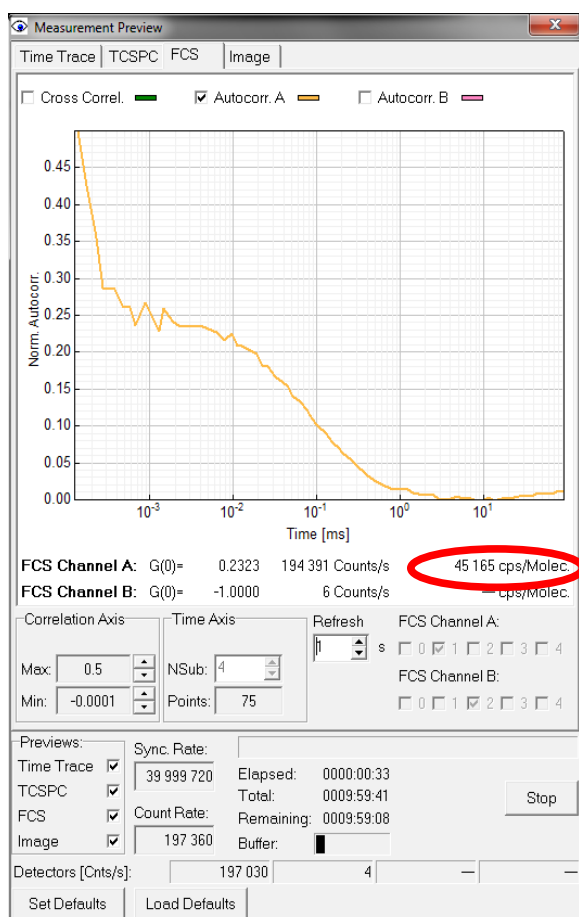 Measurement Preview
Time Trace TCSPC FCS Image
Cross Correl. Autocorr. A Autocorr. B
0.45
0.40
0.35
0.30
0.25
0.20
0.15
0.10
0.05
0.00
Norm. Autocorr.
10⁻³ 10⁻² 10⁻¹ 10⁰ 10¹
Time [ms]
FCS Channel A: G(0)= 0.2323 194 391 Counts/s 45 165 cps/Molec.
FCS Channel B: G(0)= -1.0000 6 Counts/s — cps/Molec.
Correlation Axis Time Axis Refresh FCS Channel A:
1 s 0 1 2 3 4
Max: 0.5 NSub: 4 FCS Channel B:
Min: -0.0001 Points: 75 0 1 2 3 4
Previews: Sync. Rate:
Time Trace 39 999 720 Elapsed: 0000:00:33
TCSPC Total: 0009:59:41 Stop
FCS Count Rate: Remaining: 0009:59:08
Image 197 360 Buffer:
Detectors [Cnts/s]: 197 030 4 — —
Set Defaults Load Defaults